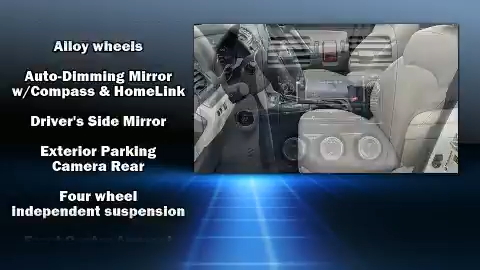 Alloy wheels
Auto-Dimming Mirror
w/Compass & HomeLink
Driver's Side Mirror
Exterior Parking
Camera Rear
Four wheel
independent suspension